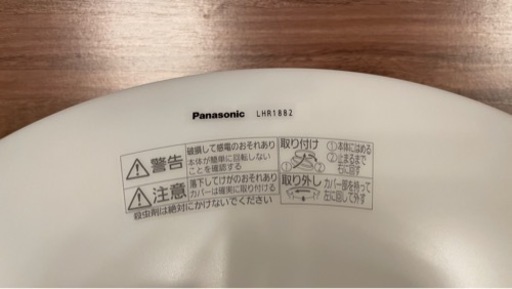 Panasonic LHR1882
警告
破損して感電のおそれあり
本体が簡単に回転しない
ことを確認する
注意
落下してけがのおそれあり
カバーは確実に取り付ける
殺虫剤は絶対にかけないでください
取り付け
①②
①本体にはめる
②止まるまで
右に回す
取り外し
カバー部を持って
左に回して外す